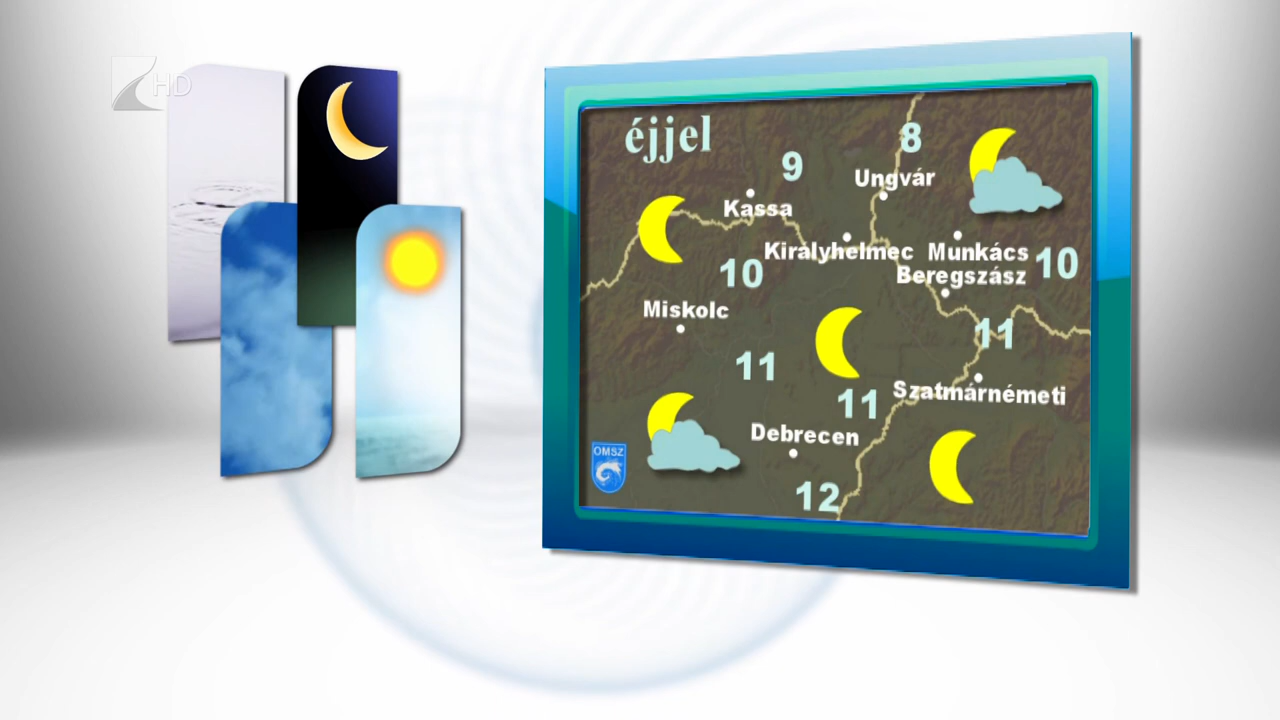 HD
éjjel
8
9
Ungvár
Kassa
Királyhelmec
Munkács
10
10
Beregszász
Miskolc
11
11
Szatmárnémeti
11
Debrecen
OMSZ
12